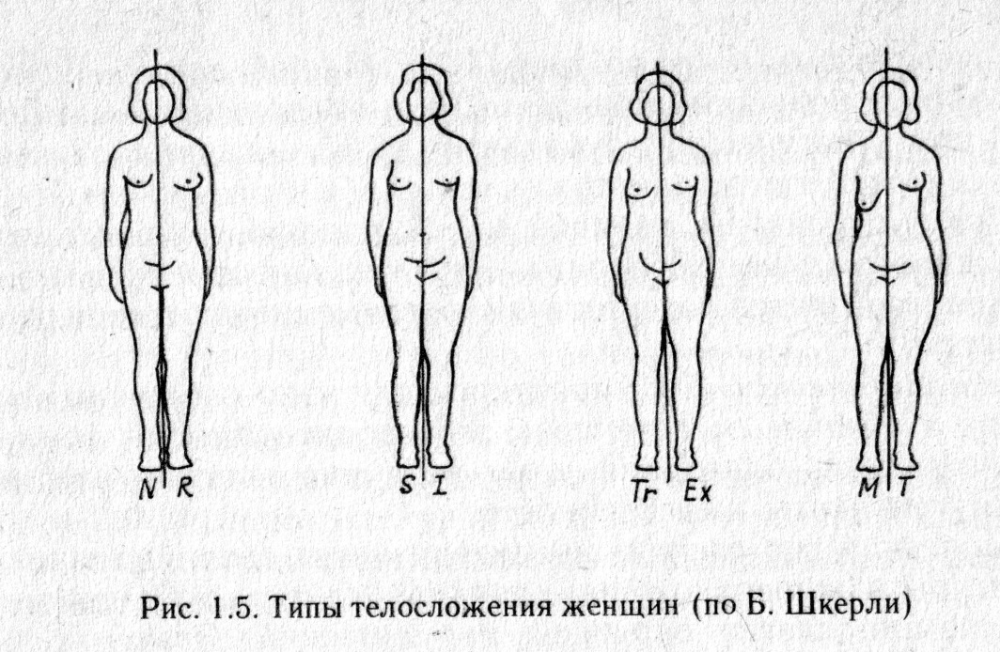 N R S I Tr Ex M T
Рис. 1.5. Типы телосложения женщин (по Б. Шкерли)